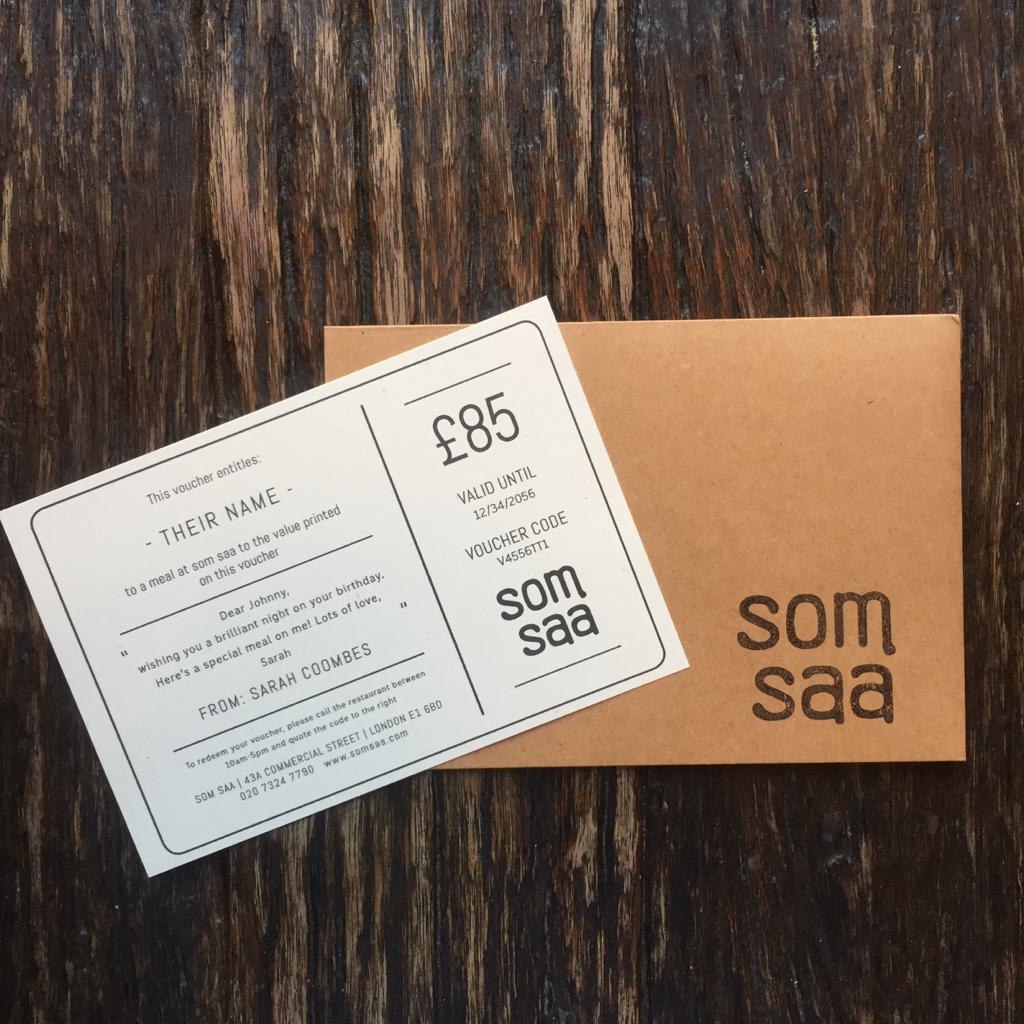 This voucher entitles:
- THEIR NAME -
to a meal at som saa to the value printed
on this voucher
Dear Johnny,
" wishing you a brilliant night on your birthday.
Here's a special meal on me! Lots of love, "
Sarah
FROM: SARAH COOMBES
To redeem your voucher, please call the restaurant between
10am-5pm and quote the code to the right
SOM SAA | 43A COMMERCIAL STREET | LONDON E1 6BD
020 7324 7790 www.somsaa.com
£85
VALID UNTIL
12/34/2056
VOUCHER CODE
V4556TT1
som
saa
som
saa